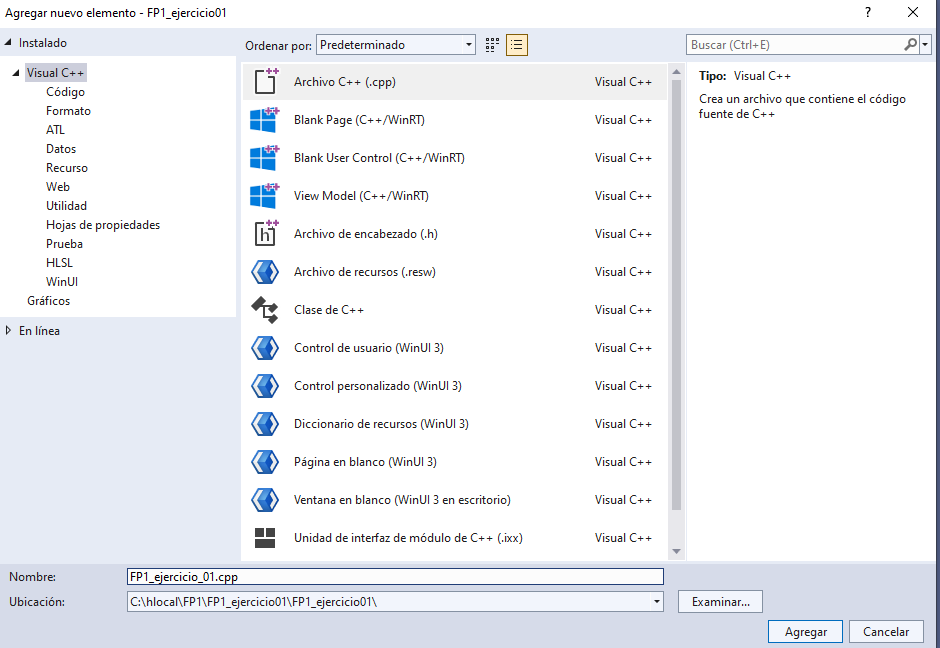 Agregar nuevo elemento - FP1_ejercicio01
?
Instalado
Ordenar por: Predeterminado
Buscar (Ctrl+E)
Visual C++
Código
Formato
ATL
Datos
Recurso
Web
Utilidad
Hojas de propiedades
Prueba
HLSL
WinUI
Gráficos
En línea
Archivo C++ (.cpp) Visual C++
Blank Page (C++/WinRT) Visual C++
Blank User Control (C++/WinRT) Visual C++
View Model (C++/WinRT) Visual C++
Archivo de encabezado (.h) Visual C++
Archivo de recursos (.resw) Visual C++
Clase de C++ Visual C++
Control de usuario (WinUI 3) Visual C++
Control personalizado (WinUI 3) Visual C++
Diccionario de recursos (WinUI 3) Visual C++
Página en blanco (WinUI 3) Visual C++
Ventana en blanco (WinUI 3 en escritorio) Visual C++
Unidad de interfaz de módulo de C++ (.ixx) Visual C++
Tipo: Visual C++
Crea un archivo que contiene el código
fuente de C++
Nombre: FP1_ejercicio_01.cpp
Ubicación: C:\hlocal\FP1\FP1_ejercicio01\FP1_ejercicio01\
Examinar...
Agregar Cancelar